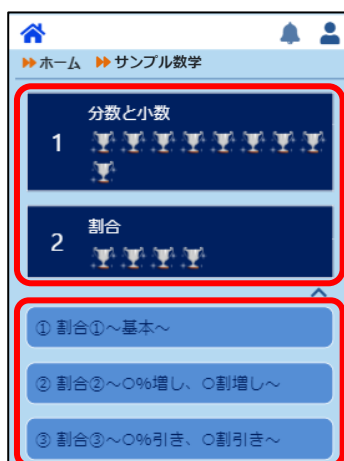 ホーム サンプル数学
1 分数と小数
2 割合
① 割合①～基本～
② 割合②～〇%増し、〇割増し～
③ 割合③～〇%引き、〇割引き～